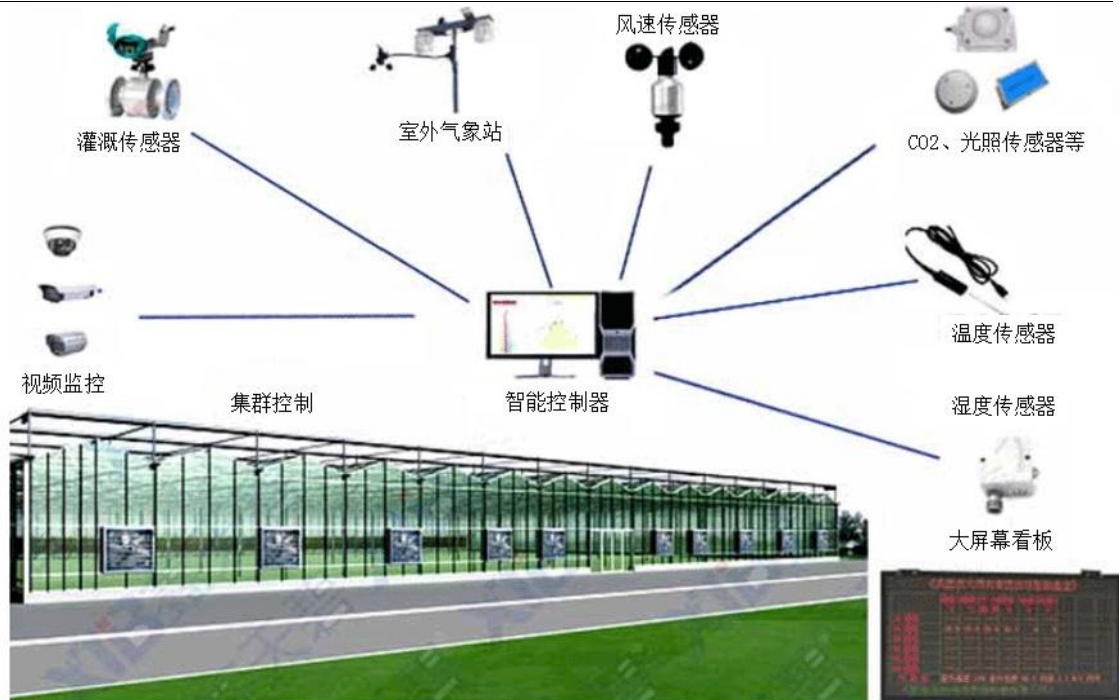 风速传感器
灌溉传感器
室外气象站
CO2、光照传感器等
温度传感器
视频监控
集群控制
智能控制器
湿度传感器
大屏幕看板